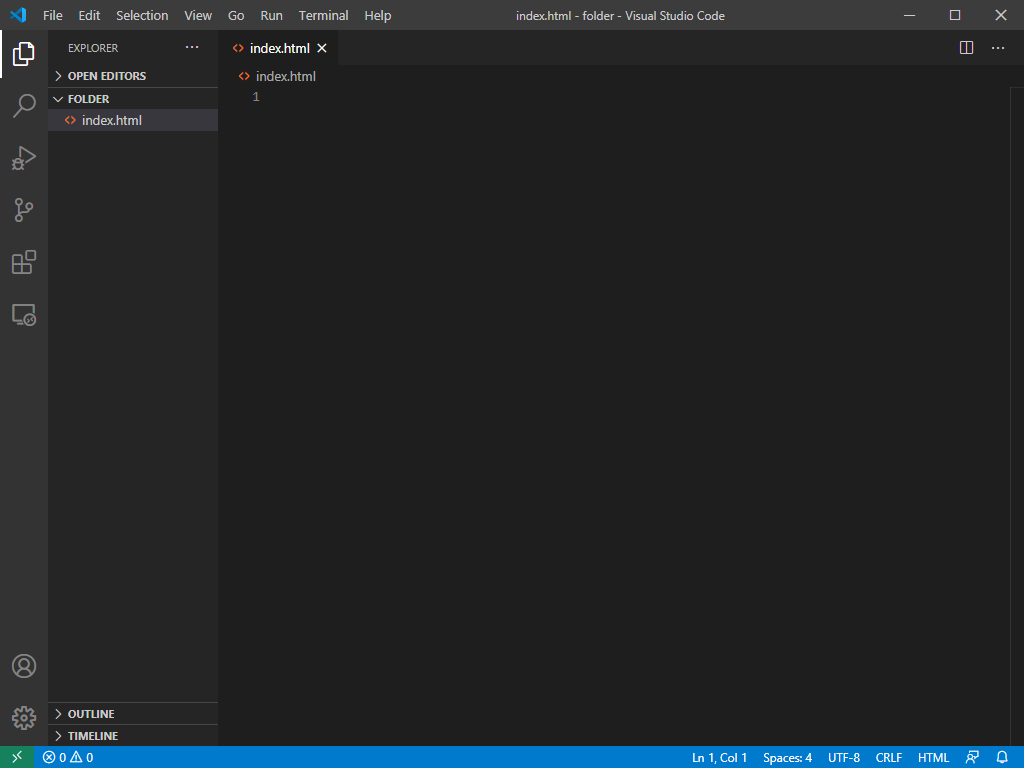 File Edit Selection View Go Run Terminal Help index.html - folder - Visual Studio Code
EXPLORER
OPEN EDITORS
FOLDER
index.html
index.html
index.html
1
OUTLINE
TIMELINE
0 0 Ln 1, Col 1 Spaces: 4 UTF-8 CRLF HTML